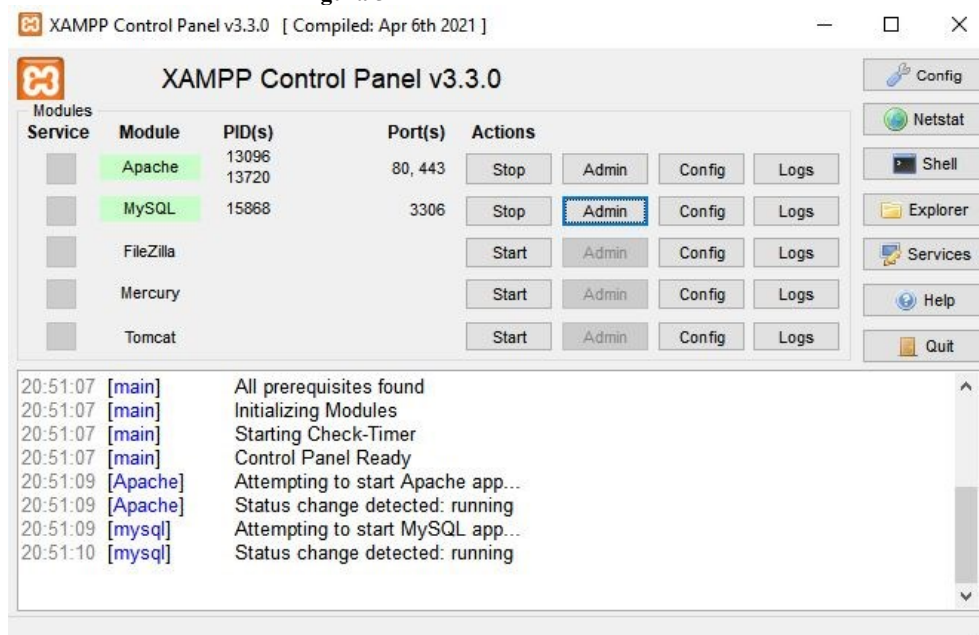 XAMPP Control Panel v3.3.0 [ Compiled: Apr 6th 2021 ]
XAMPP Control Panel v3.3.0
Config
Modules
Service Module PID(s) Port(s) Actions
Netstat
Apache 13096 13720 80, 443 Stop Admin Config Logs
Shell
MySQL 15868 3306 Stop Admin Config Logs
Explorer
FileZilla Start Admin Config Logs
Services
Mercury Start Admin Config Logs
Help
Tomcat Start Admin Config Logs
Quit
20:51:07 [main] All prerequisites found
20:51:07 [main] Initializing Modules
20:51:07 [main] Starting Check-Timer
20:51:07 [main] Control Panel Ready
20:51:09 [Apache] Attempting to start Apache app...
20:51:09 [Apache] Status change detected: running
20:51:09 [mysql] Attempting to start MySQL app...
20:51:10 [mysql] Status change detected: running